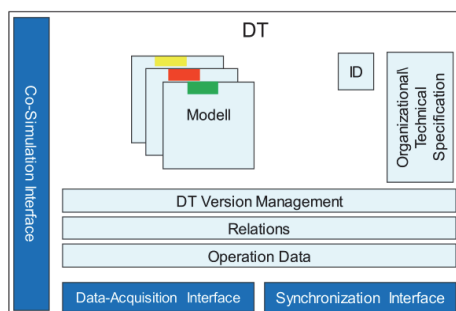 DT
Co-Simulation Interface
Modell
ID
Organizational\
Technical
Specification
DT Version Management
Relations
Operation Data
Data-Acquisition Interface
Synchronization Interface